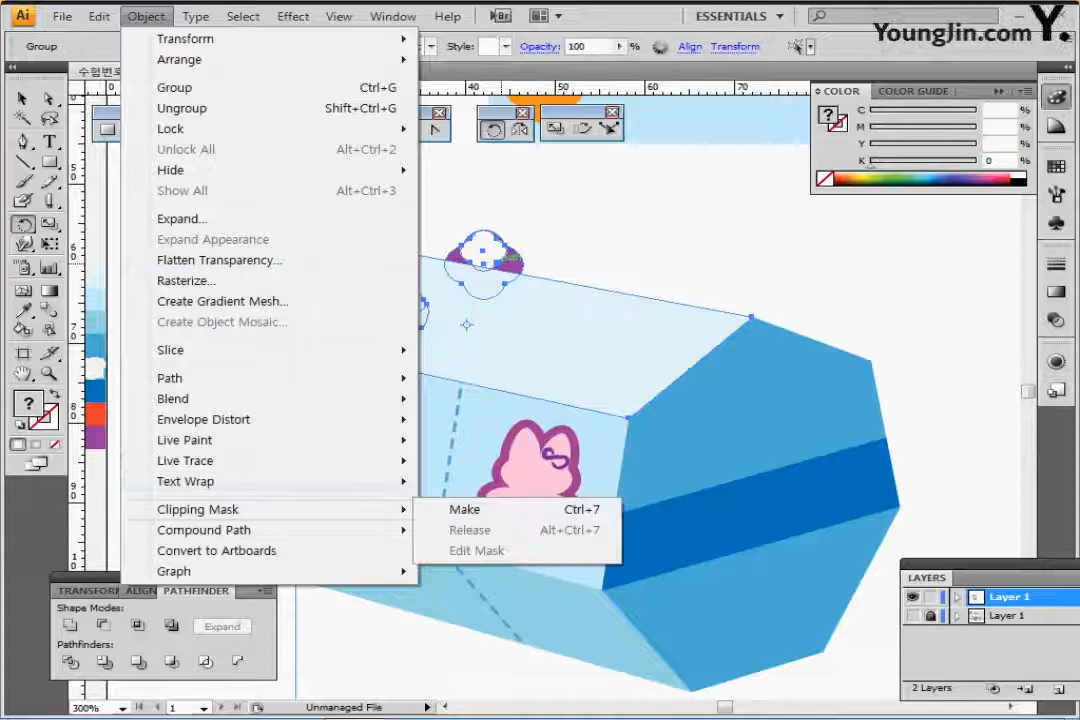 Ai File Edit Object Type Select Effect View Window Help Br ESSENTIALS
YoungJin.com Y.
Group Style: Opacity: 100 % Align Transform
수험번호
40 50 60 70
Transform
Arrange
Group Ctrl+G
Ungroup Shift+Ctrl+G
Lock
Unlock All Alt+Ctrl+2
Hide
Show All Alt+Ctrl+3
Expand...
Expand Appearance
Flatten Transparency...
Rasterize...
Create Gradient Mesh...
Create Object Mosaic...
Slice
Path
Blend
Envelope Distort
Live Paint
Live Trace
Text Wrap
Clipping Mask
Compound Path
Convert to Artboards
Graph
Make Ctrl+7
Release Alt+Ctrl+7
Edit Mask
COLOR COLOR GUIDE
C %
M %
Y %
K 0 %
TRANSFORM ALIGN PATHFINDER
Shape Modes:
Expand
Pathfinders:
LAYERS
Layer 1
Layer 1
2 Layers
300% 1 Unmanaged File